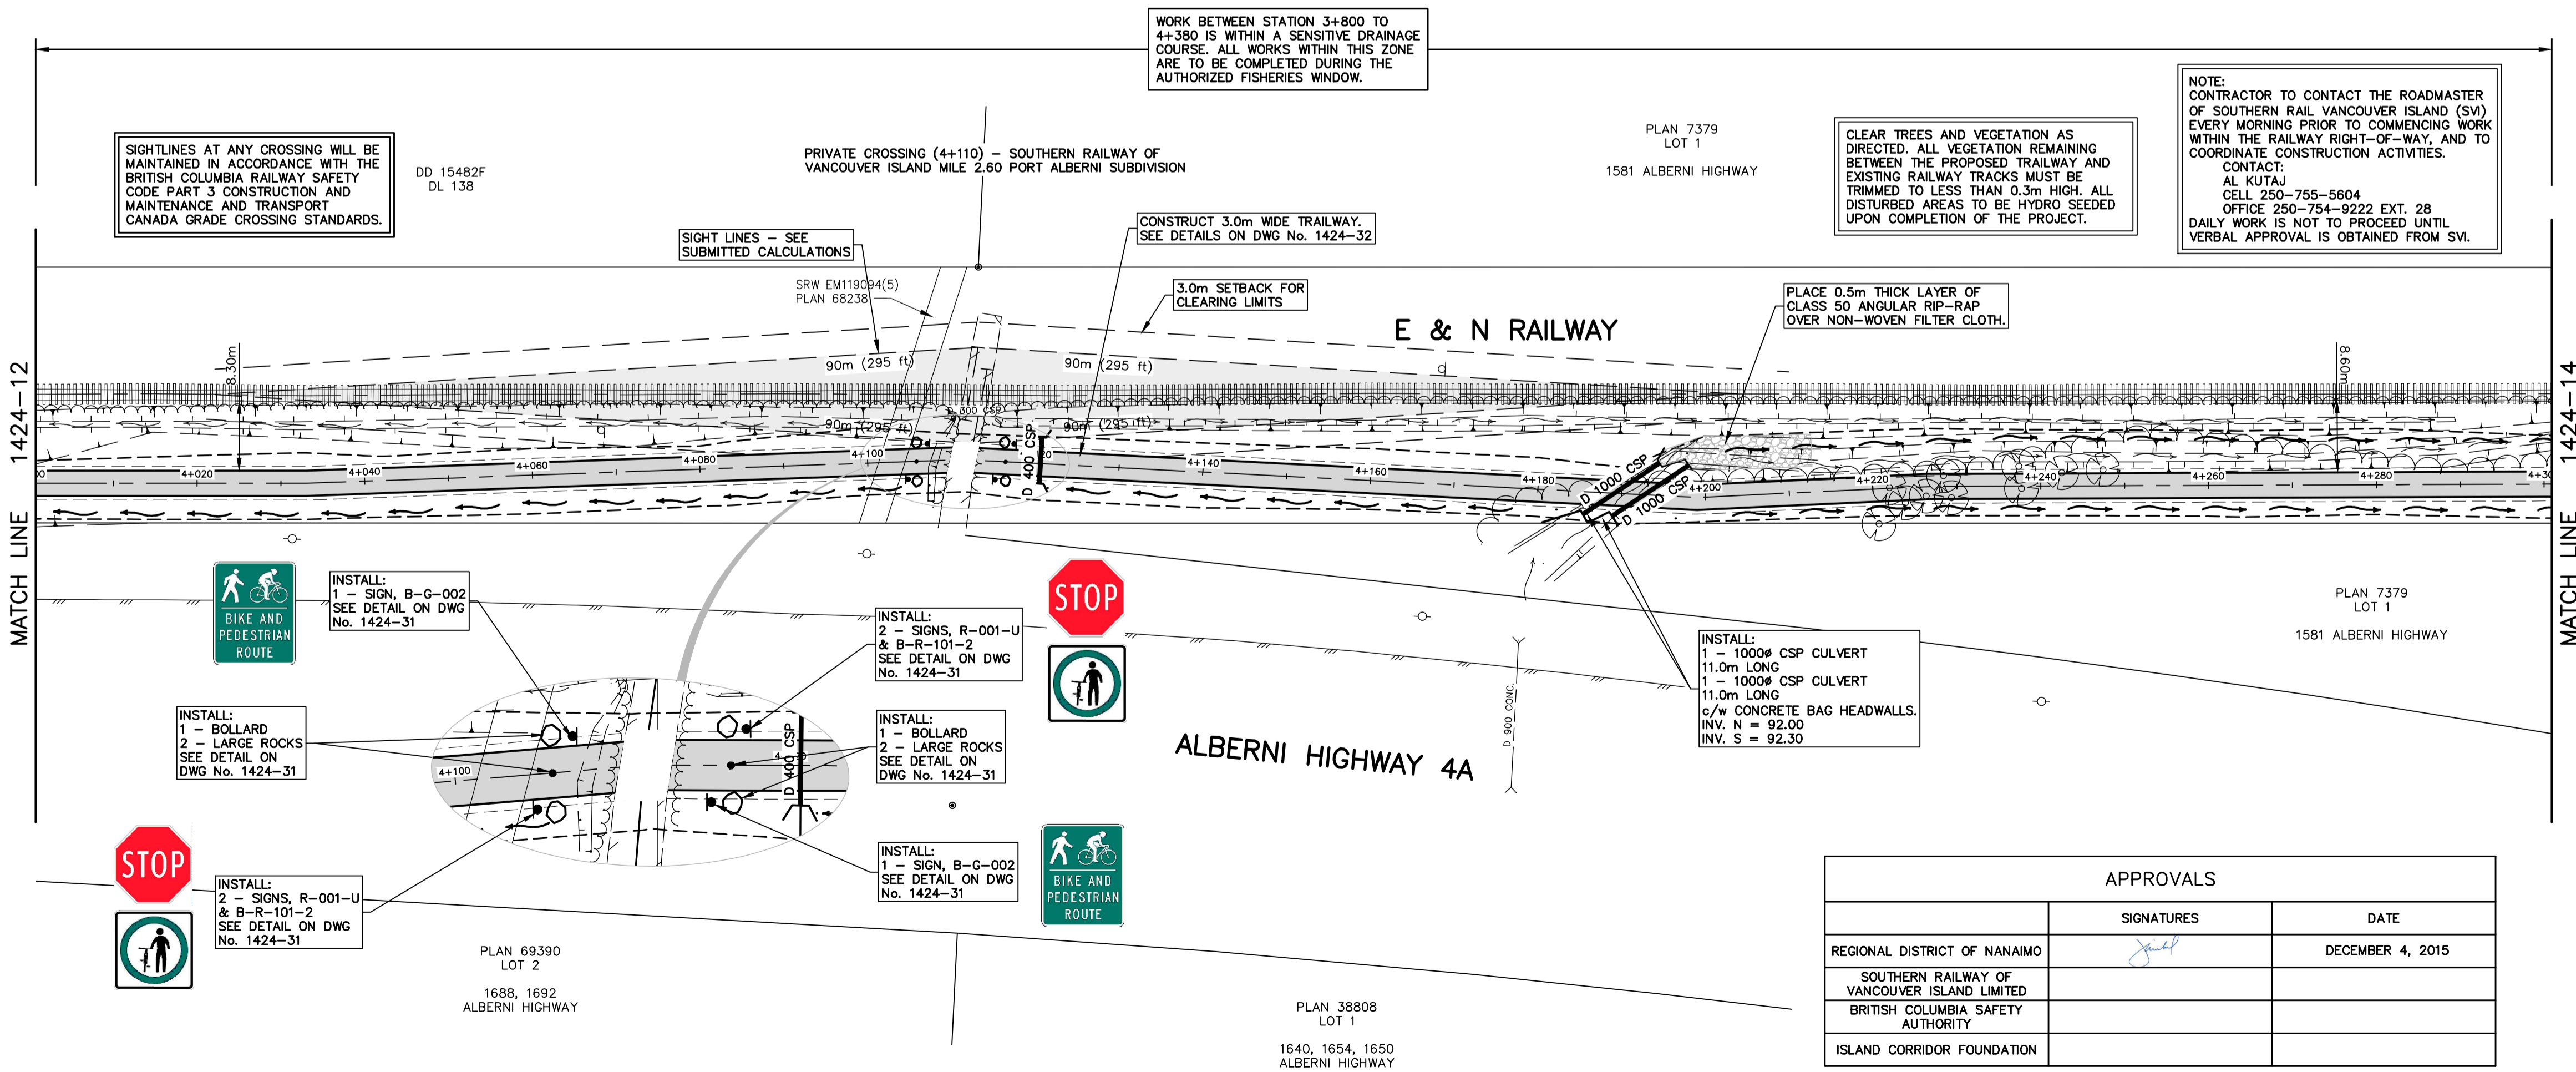 WORK BETWEEN STATION 3+800 TO
4+380 IS WITHIN A SENSITIVE DRAINAGE
COURSE. ALL WORKS WITHIN THIS ZONE
ARE TO BE COMPLETED DURING THE
AUTHORIZED FISHERIES WINDOW.
SIGHTLINES AT ANY CROSSING WILL BE
MAINTAINED IN ACCORDANCE WITH THE
BRITISH COLUMBIA RAILWAY SAFETY
CODE PART 3 CONSTRUCTION AND
MAINTENANCE AND TRANSPORT
CANADA GRADE CROSSING STANDARDS.
DD 15482F
DL 138
PRIVATE CROSSING (4+110) – SOUTHERN RAILWAY OF
VANCOUVER ISLAND MILE 2.60 PORT ALBERNI SUBDIVISION
PLAN 7379
LOT 1
1581 ALBERNI HIGHWAY
CLEAR TREES AND VEGETATION AS
DIRECTED. ALL VEGETATION REMAINING
BETWEEN THE PROPOSED TRAILWAY AND
EXISTING RAILWAY TRACKS MUST BE
TRIMMED TO LESS THAN 0.3m HIGH. ALL
DISTURBED AREAS TO BE HYDRO SEEDED
UPON COMPLETION OF THE PROJECT.
NOTE:
CONTRACTOR TO CONTACT THE ROADMASTER
OF SOUTHERN RAIL VANCOUVER ISLAND (SVI)
EVERY MORNING PRIOR TO COMMENCING WORK
WITHIN THE RAILWAY RIGHT-OF-WAY, AND TO
COORDINATE CONSTRUCTION ACTIVITIES.
CONTACT:
AL KUTAJ
CELL 250-755-5604
OFFICE 250-754-9222 EXT. 28
DAILY WORK IS NOT TO PROCEED UNTIL
VERBAL APPROVAL IS OBTAINED FROM SVI.
SIGHT LINES – SEE
SUBMITTED CALCULATIONS
CONSTRUCT 3.0m WIDE TRAILWAY.
SEE DETAILS ON DWG No. 1424-32
SRW EM119094(5)
PLAN 68238
3.0m SETBACK FOR
CLEARING LIMITS
E & N RAILWAY
PLACE 0.5m THICK LAYER OF
CLASS 50 ANGULAR RIP-RAP
OVER NON-WOVEN FILTER CLOTH.
MATCH LINE 1424-12
MATCH LINE 1424-14
8.30m
8.60m
90m (295 ft)
90m (295 ft)
D 300 CSP
90m (295 ft)
90m (295 ft)
00
4+020
4+040
4+060
4+080
4+100
20
4+140
4+160
4+180
4+200
4+220
4+240
4+260
4+280
4+30
D 400 CSP
D 1000 CSP
D 1000 CSP
BIKE AND
PEDESTRIAN
ROUTE
INSTALL:
1 – SIGN, B-G-002
SEE DETAIL ON DWG
No. 1424-31
INSTALL:
2 – SIGNS, R-001-U
& B-R-101-2
SEE DETAIL ON DWG
No. 1424-31
STOP
PLAN 7379
LOT 1
1581 ALBERNI HIGHWAY
INSTALL:
1 – 1000ø CSP CULVERT
11.0m LONG
1 – 1000ø CSP CULVERT
11.0m LONG
c/w CONCRETE BAG HEADWALLS.
INV. N = 92.00
INV. S = 92.30
INSTALL:
1 – BOLLARD
2 – LARGE ROCKS
SEE DETAIL ON
DWG No. 1424-31
4+100
D 400 CSP
INSTALL:
1 – BOLLARD
2 – LARGE ROCKS
SEE DETAIL ON
DWG No. 1424-31
D 900 CONC.
ALBERNI HIGHWAY 4A
STOP
INSTALL:
2 – SIGNS, R-001-U
& B-R-101-2
SEE DETAIL ON DWG
No. 1424-31
INSTALL:
1 – SIGN, B-G-002
SEE DETAIL ON DWG
No. 1424-31
BIKE AND
PEDESTRIAN
ROUTE
PLAN 69390
LOT 2
1688, 1692
ALBERNI HIGHWAY
PLAN 38808
LOT 1
1640, 1654, 1650
ALBERNI HIGHWAY
APPROVALS
SIGNATURES DATE
REGIONAL DISTRICT OF NANAIMO DECEMBER 4, 2015
SOUTHERN RAILWAY OF
VANCOUVER ISLAND LIMITED
BRITISH COLUMBIA SAFETY
AUTHORITY
ISLAND CORRIDOR FOUNDATION